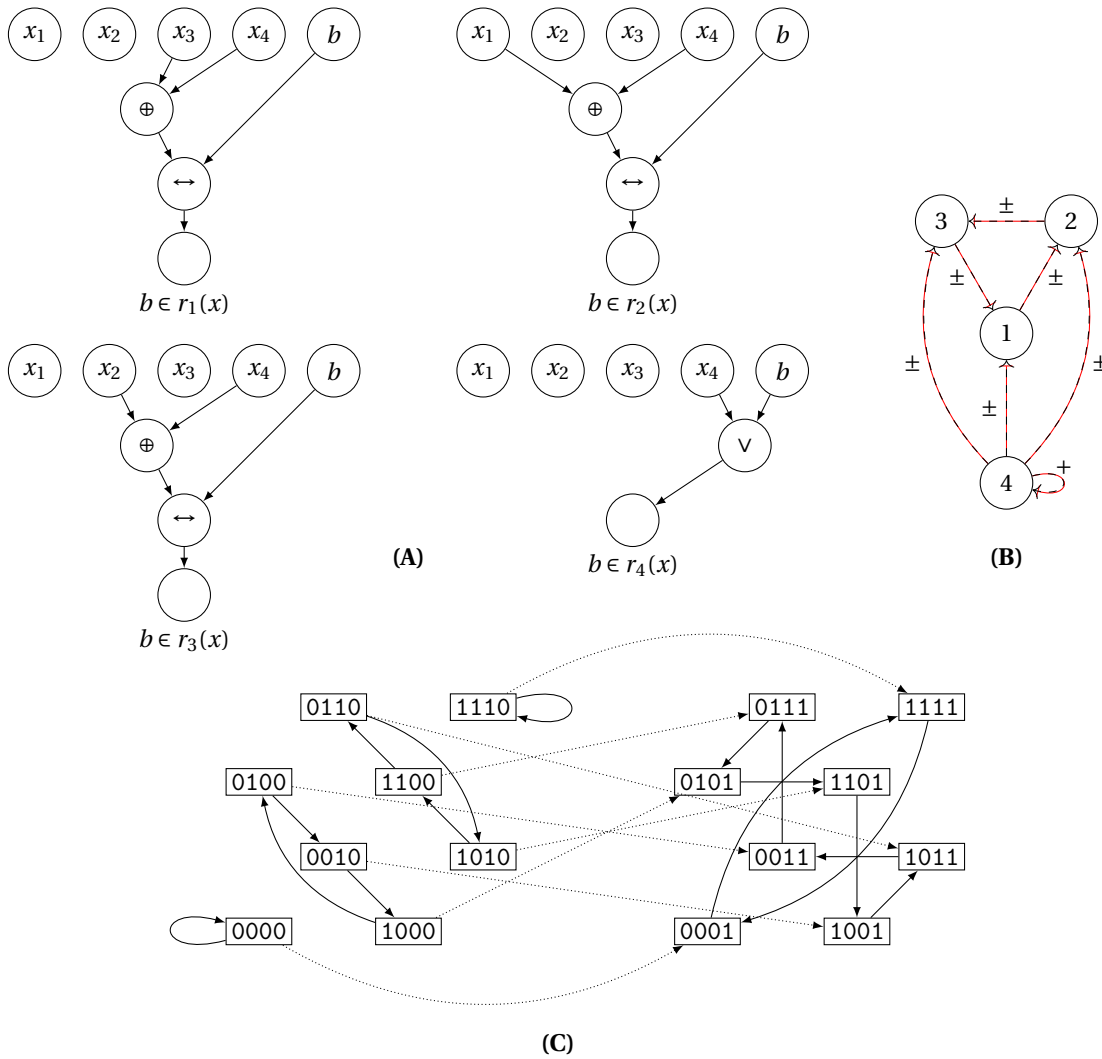 x₁ x₂ x₃ x₄ b
⊕
↔
b ∈ r₁(x)
x₁ x₂ x₃ x₄ b
⊕
↔
b ∈ r₂(x)
x₁ x₂ x₃ x₄ b
⊕
↔
b ∈ r₃(x)
x₁ x₂ x₃ x₄ b
∨
b ∈ r₄(x)
(A)
3 ± 2
± ±
1
± ± ±
4 +
(B)
0110 1110 0111 1111
0100 1100 0101 1101
0010 1010 0011 1011
0000 1000 0001 1001
(C)